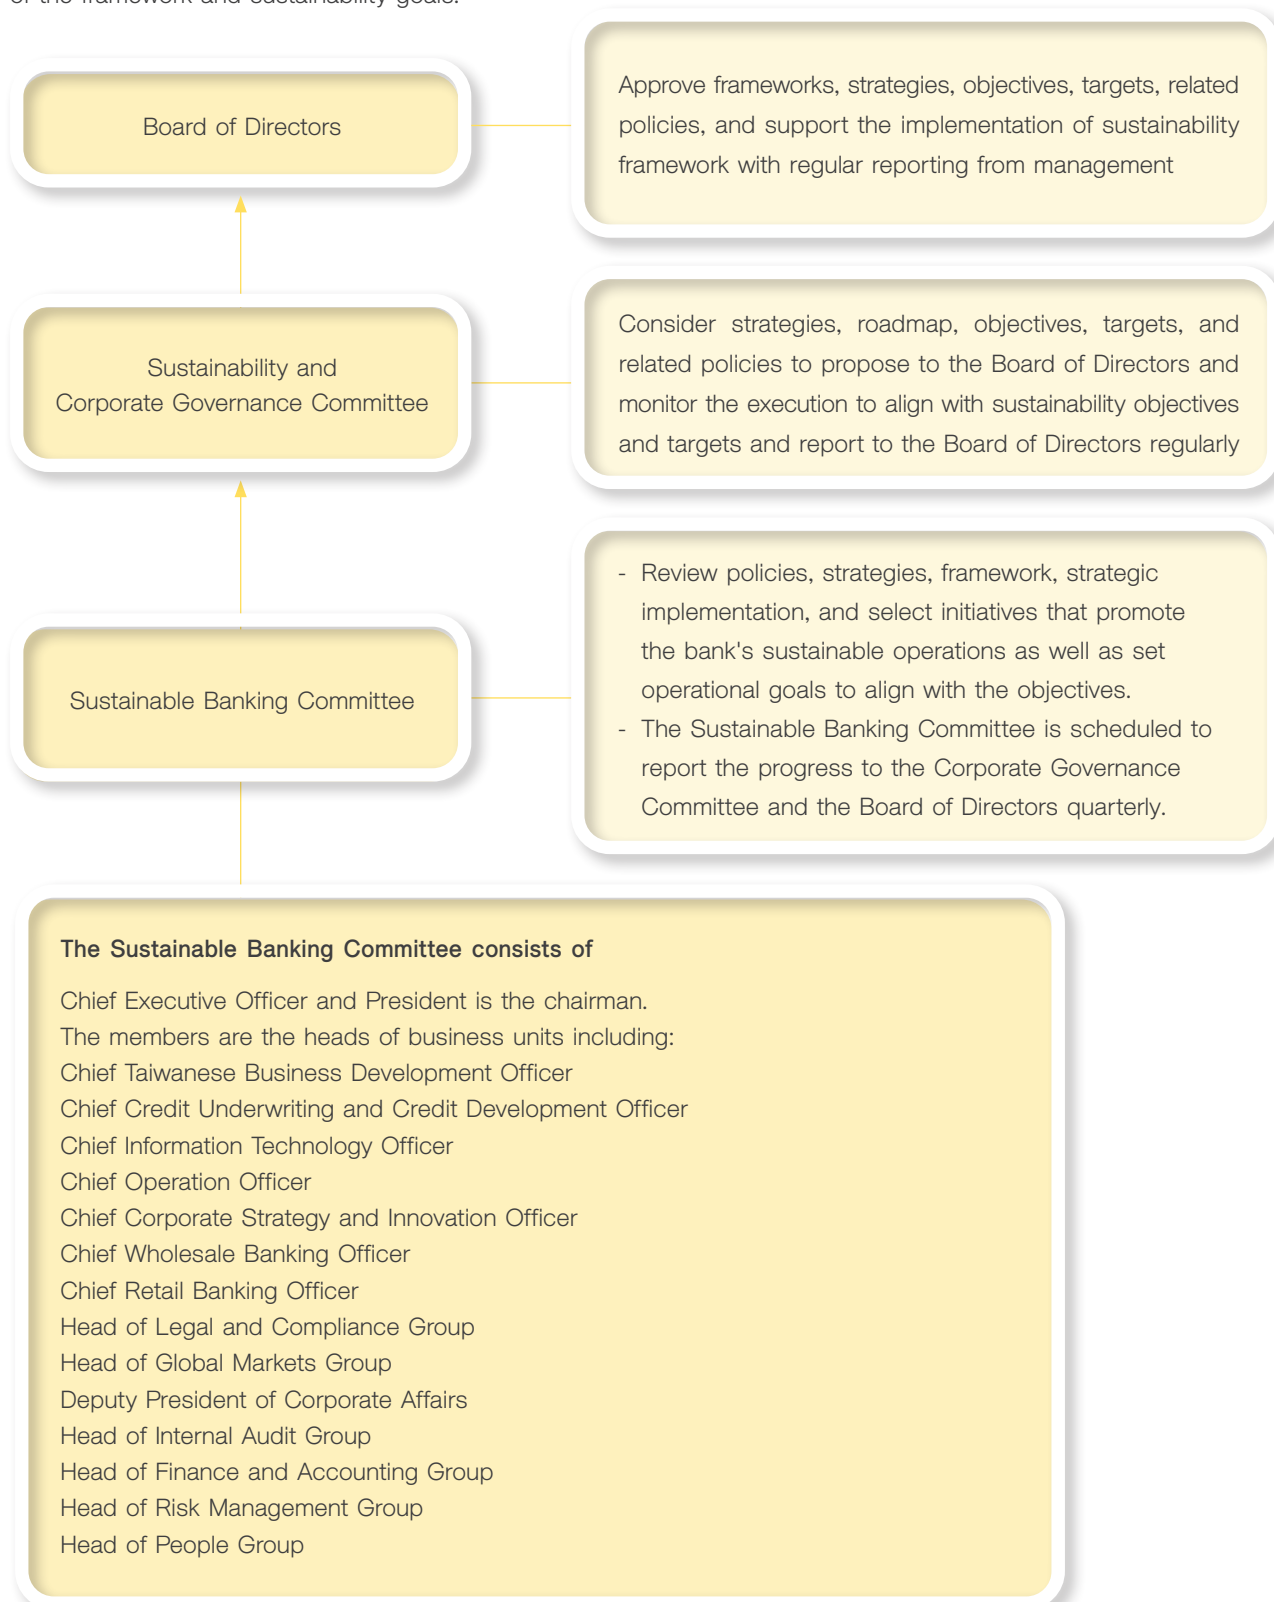 of the framework and sustainability goals.
Board of Directors
Approve frameworks, strategies, objectives, targets, related
policies, and support the implementation of sustainability
framework with regular reporting from management
Sustainability and
Corporate Governance Committee
Consider strategies, roadmap, objectives, targets, and
related policies to propose to the Board of Directors and
monitor the execution to align with sustainability objectives
and targets and report to the Board of Directors regularly
Sustainable Banking Committee
- Review policies, strategies, framework, strategic
implementation, and select initiatives that promote
the bank's sustainable operations as well as set
operational goals to align with the objectives.
- The Sustainable Banking Committee is scheduled to
report the progress to the Corporate Governance
Committee and the Board of Directors quarterly.
The Sustainable Banking Committee consists of
Chief Executive Officer and President is the chairman.
The members are the heads of business units including:
Chief Taiwanese Business Development Officer
Chief Credit Underwriting and Credit Development Officer
Chief Information Technology Officer
Chief Operation Officer
Chief Corporate Strategy and Innovation Officer
Chief Wholesale Banking Officer
Chief Retail Banking Officer
Head of Legal and Compliance Group
Head of Global Markets Group
Deputy President of Corporate Affairs
Head of Internal Audit Group
Head of Finance and Accounting Group
Head of Risk Management Group
Head of People Group